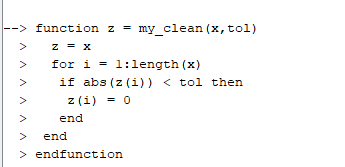 --> function z = my_clean(x,tol)
  >   z = x
  >   for i = 1:length(x)
  >    if abs(z(i)) < tol then
  >     z(i) = 0
  >    end
  >  end
  > endfunction